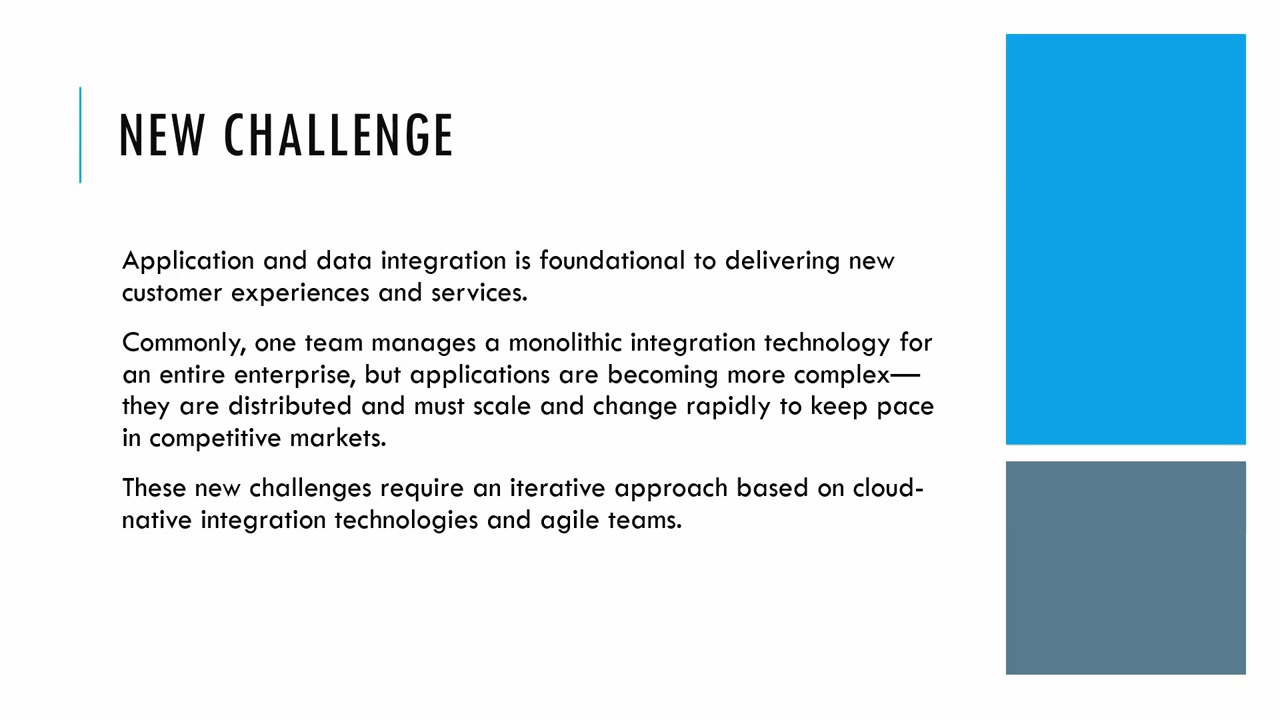 NEW CHALLENGE
Application and data integration is foundational to delivering new
customer experiences and services.
Commonly, one team manages a monolithic integration technology for
an entire enterprise, but applications are becoming more complex—
they are distributed and must scale and change rapidly to keep pace
in competitive markets.
These new challenges require an iterative approach based on cloud-
native integration technologies and agile teams.